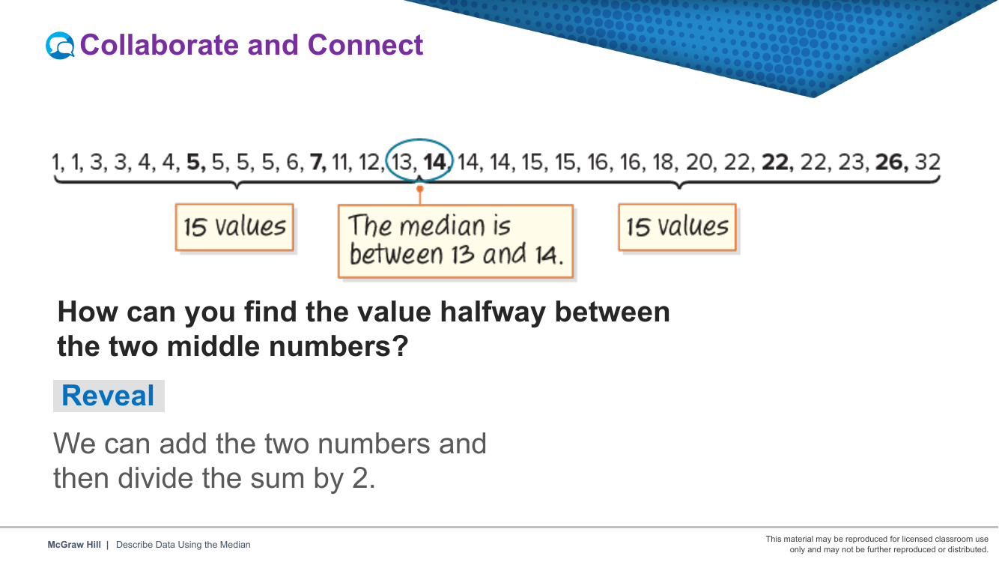 Collaborate and Connect
1, 1, 3, 3, 4, 4, 5, 5, 5, 5, 6, 7, 11, 12, 13, 14, 14, 14, 15, 15, 16, 16, 18, 20, 22, 22, 22, 23, 26, 32
15 values
The median is
between 13 and 14.
15 values
How can you find the value halfway between
the two middle numbers?
Reveal
We can add the two numbers and
then divide the sum by 2.
McGraw Hill | Describe Data Using the Median
This material may be reproduced for licensed classroom use
only and may not be further reproduced or distributed.